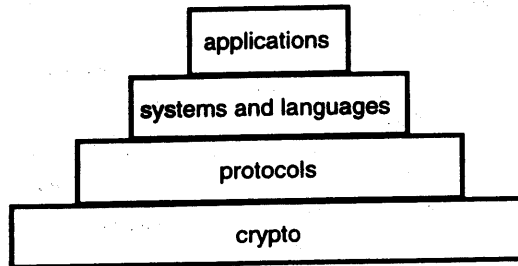 applications
systems and languages
protocols
crypto